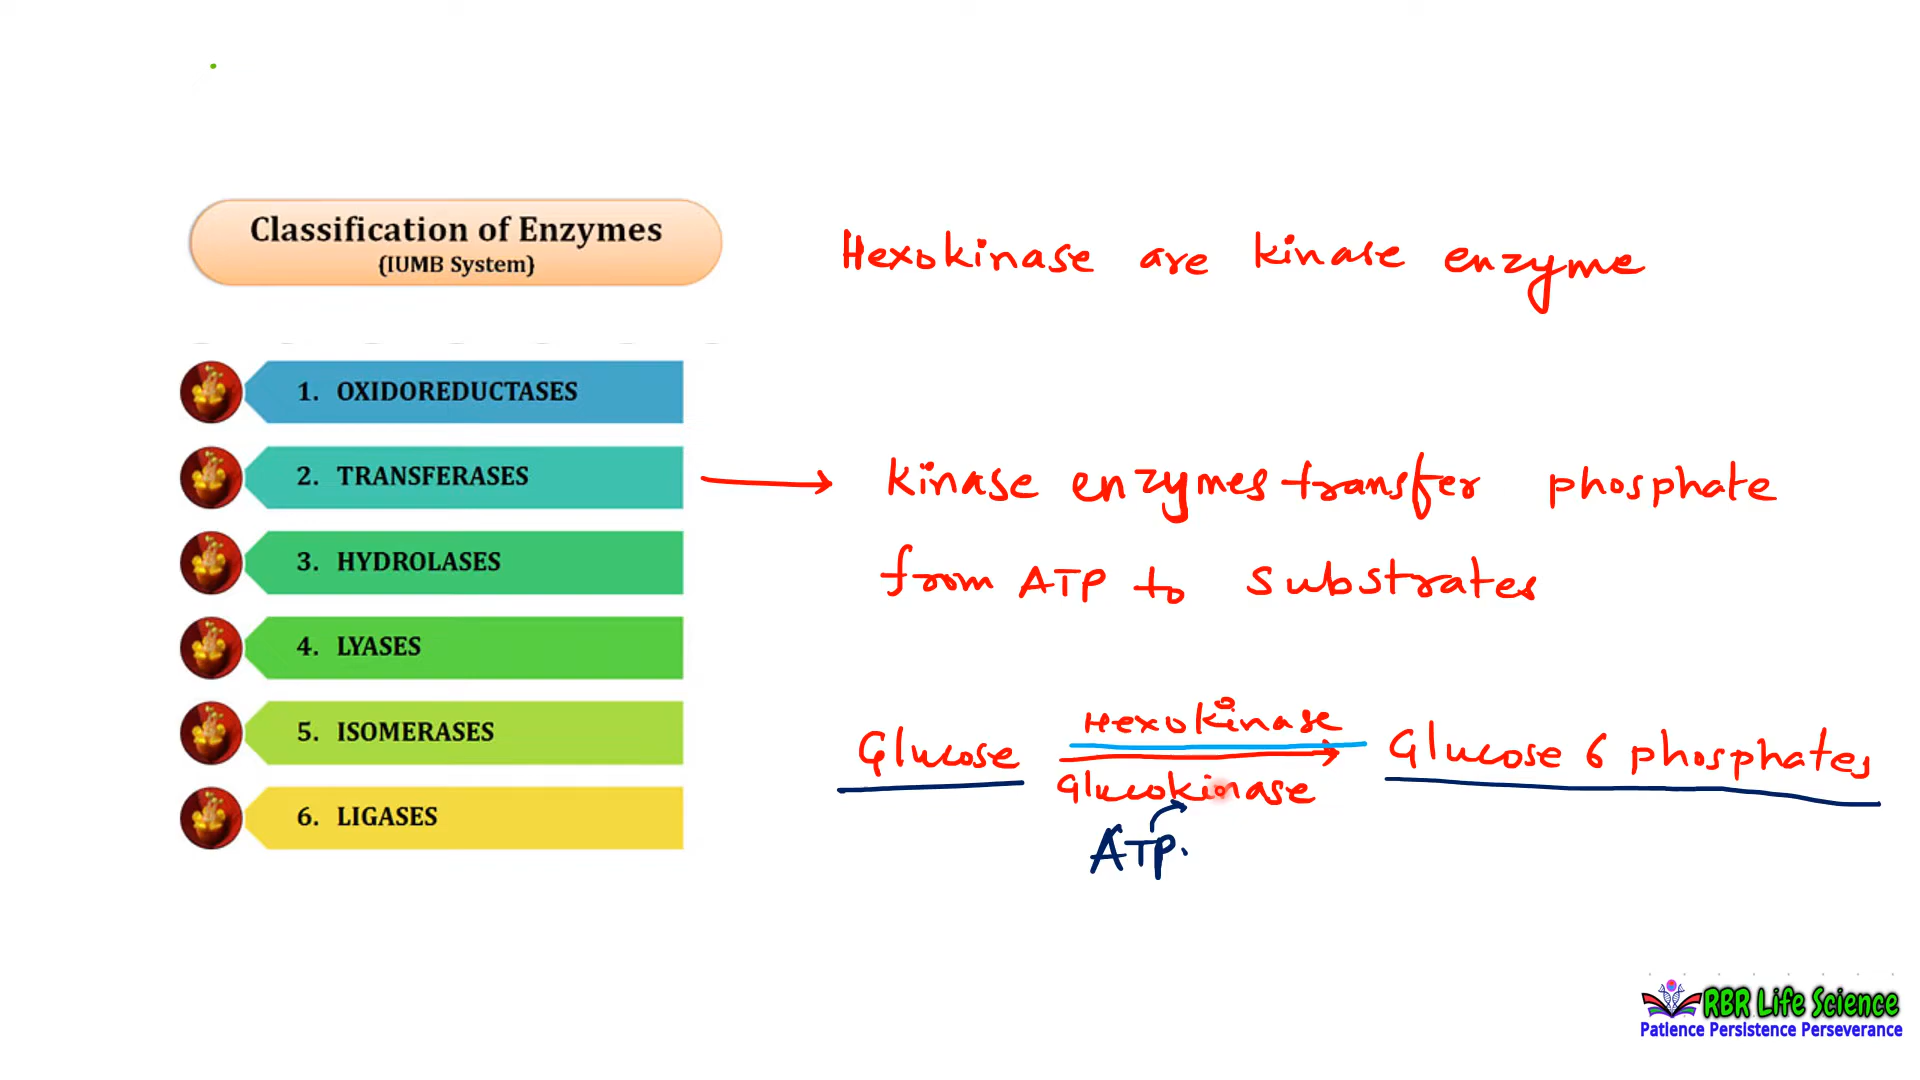 Classification of Enzymes
{IUMB System}
1. OXIDOREDUCTASES
2. TRANSFERASES
3. HYDROLASES
4. LYASES
5. ISOMERASES
6. LIGASES
Hexokinase are kinase enzyme
kinase enzymes transfer phosphate
from ATP to substrates
Hexokinase
Glucose Glucose 6 phosphates
Glucokinase
ATP.
RBR Life Science
Patience Persistence Perseverance